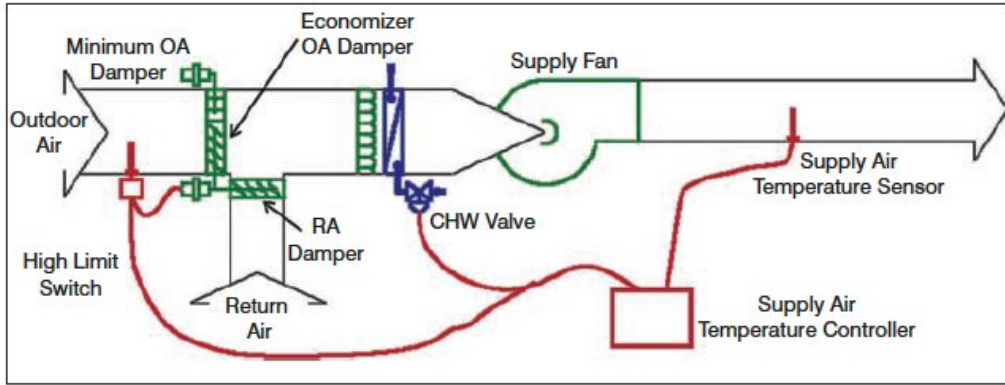 Economizer
OA Damper
Minimum OA
Damper
Supply Fan
Outdoor
Air
Supply Air
Temperature Sensor
CHW Valve
RA
Damper
High Limit
Switch
Return
Air
Supply Air
Temperature Controller